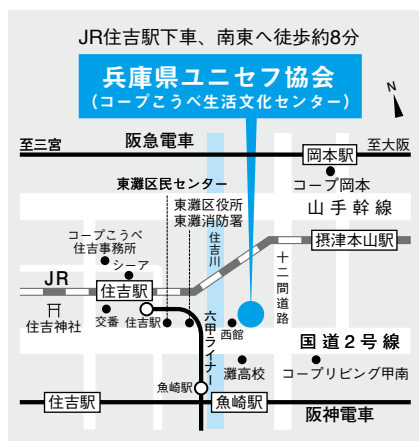 JR住吉駅下車、南東へ徒歩約8分
兵庫県ユニセフ協会
(コープこうべ生活文化センター)
N
至三宮
阪急電車
至大阪
岡本駅
コープ岡本
東灘区民センター
東灘区役所
東灘消防署
住吉川
山手幹線
コープこうべ
住吉事務所
シーア
摂津本山駅
十二間道路
JR
住吉駅
住吉神社
交番
住吉駅
六甲ライナー
西館
国道2号線
灘高校
コープリビング甲南
魚崎駅
住吉駅
魚崎駅
阪神電車